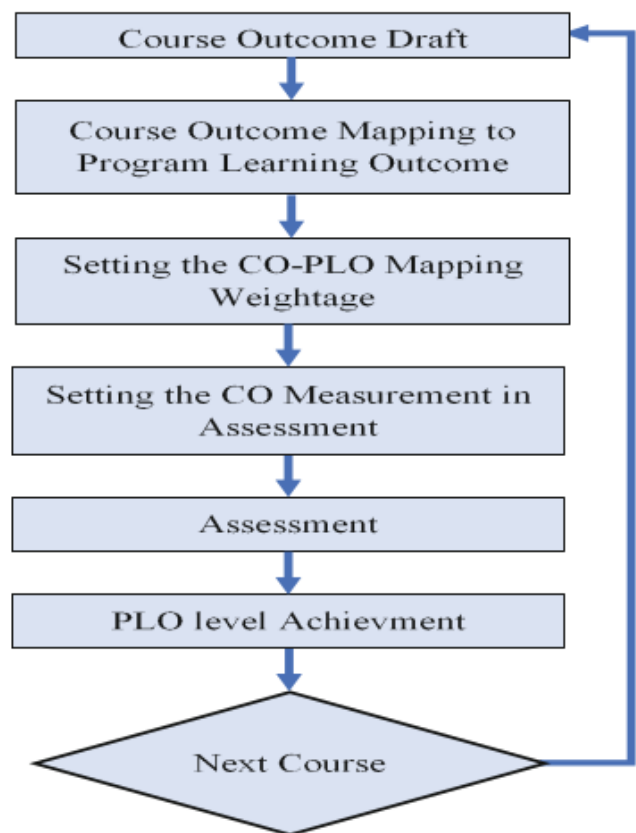 Course Outcome Draft
Course Outcome Mapping to
Program Learning Outcome
Setting the CO-PLO Mapping
Weightage
Setting the CO Measurement in
Assessment
Assessment
PLO level Achievment
Next Course